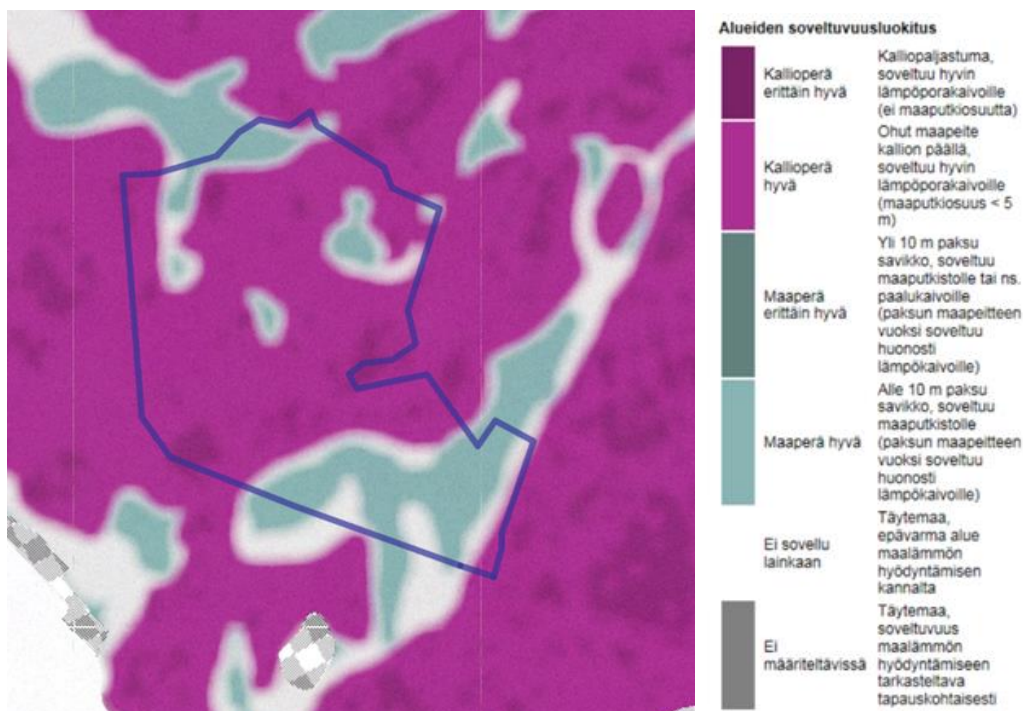 Alueiden soveltuvuusluokitus
Kallioperä
erittäin hyvä
Kalliopaljastuma,
soveltuu hyvin
lämpöporakaivoille
(ei maaputkiosuutta)
Kallioperä
hyvä
Ohut maapeite
kallion päällä,
soveltuu hyvin
lämpöporakaivoille
(maaputkiosuus < 5
m)
Maaperä
erittäin hyvä
Yli 10 m paksu
savikko, soveltuu
maaputkistolle tai ns.
paalukaivoille
(paksun maapeitteen
vuoksi soveltuu
huonosti
lämpökaivoille)
Maaperä hyvä
Alle 10 m paksu
savikko, soveltuu
maaputkistolle
(paksun maapeitteen
vuoksi soveltuu
huonosti
lämpökaivoille)
Ei sovellu
lainkaan
Täytemaa,
epävarma alue
maalämmön
hyödyntämisen
kannalta
Ei
määriteltävissä
Täytemaa,
soveltuvuus
maalämmön
hyödyntämiseen
tarkasteltava
tapauskohtaisesti